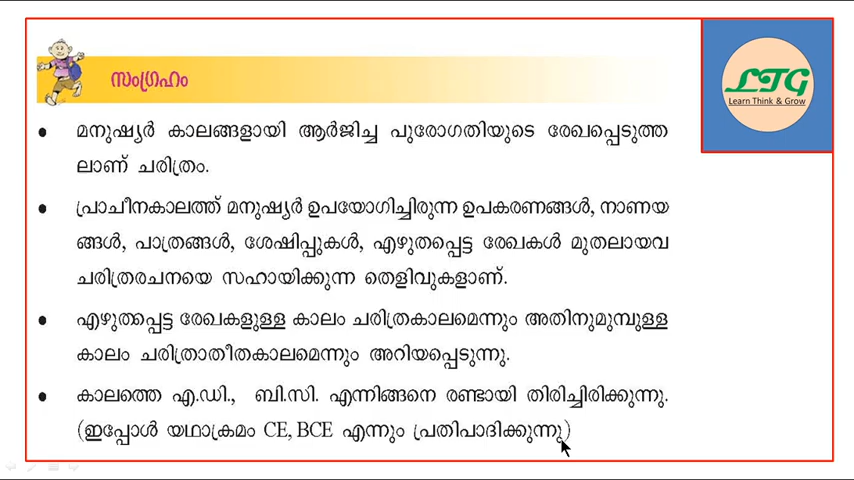 സംഗ്രഹം
LTG
Learn Think & Grow
● മനുഷ്യർ കാലങ്ങളായി ആർജിച്ച പുരോഗതിയുടെ രേഖപ്പെടുത്ത
ലാണ് ചരിത്രം.
● പ്രാചീനകാലത്ത് മനുഷ്യർ ഉപയോഗിച്ചിരുന്ന ഉപകരണങ്ങൾ, നാണയ
ങ്ങൾ, പാത്രങ്ങൾ, ശേഷിപ്പുകൾ, എഴുതപ്പെട്ട രേഖകൾ മുതലായവ
ചരിത്രരചനയെ സഹായിക്കുന്ന തെളിവുകളാണ്.
● എഴുതപ്പെട്ട രേഖകളുള്ള കാലം ചരിത്രകാലമെന്നും അതിനുമുമ്പുള്ള
കാലം ചരിത്രാതീതകാലമെന്നും അറിയപ്പെടുന്നു.
● കാലത്തെ എ.ഡി., ബി.സി. എന്നിങ്ങനെ രണ്ടായി തിരിച്ചിരിക്കുന്നു.
(ഇപ്പോൾ യഥാക്രമം CE, BCE എന്നും പ്രതിപാദിക്കുന്നു)